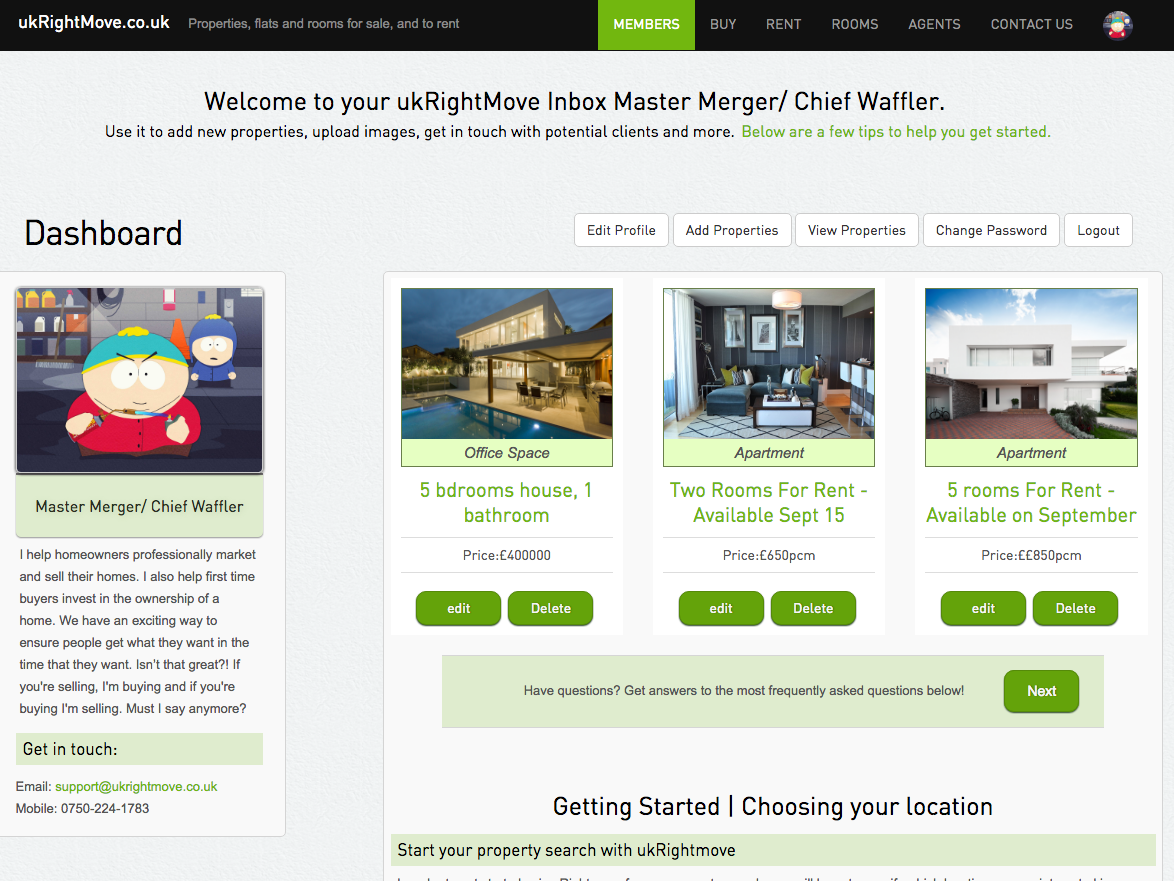 ukRightMove.co.uk Properties, flats and rooms for sale, and to rent
MEMBERS BUY RENT ROOMS AGENTS CONTACT US
Welcome to your ukRightMove Inbox Master Merger/ Chief Waffler.
Use it to add new properties, upload images, get in touch with potential clients and more. Below are a few tips to help you get started.
Dashboard
Edit Profile Add Properties View Properties Change Password Logout
Master Merger/ Chief Waffler
I help homeowners professionally market
and sell their homes. I also help first time
buyers invest in the ownership of a
home. We have an exciting way to
ensure people get what they want in the
time that they want. Isn't that great?! If
you're selling, I'm buying and if you're
buying I'm selling. Must I say anymore?
Get in touch:
Email: support@ukrightmove.co.uk
Mobile: 0750-224-1783
Office Space
5 bdrooms house, 1
bathroom
Price:£400000
edit Delete
Apartment
Two Rooms For Rent -
Available Sept 15
Price:£650pcm
edit Delete
Apartment
5 rooms For Rent -
Available on September
Price:££850pcm
edit Delete
Have questions? Get answers to the most frequently asked questions below!
Next
Getting Started | Choosing your location
Start your property search with ukRightmove